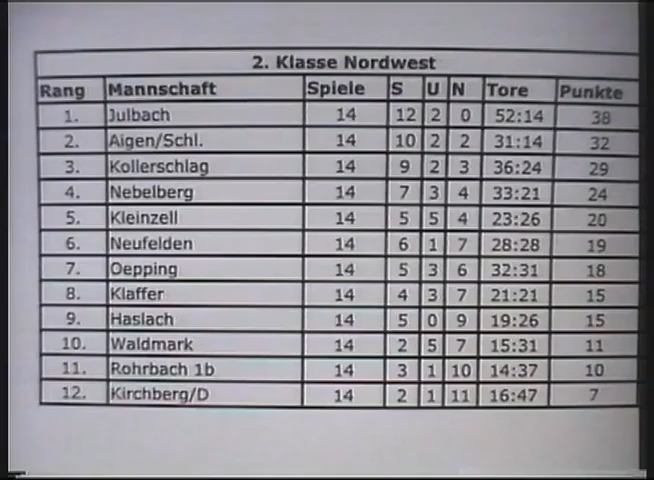 2. Klasse Nordwest
Rang Mannschaft Spiele S U N Tore Punkte
1. Julbach 14 12 2 0 52:14 38
2. Aigen/Schl. 14 10 2 2 31:14 32
3. Kollerschlag 14 9 2 3 36:24 29
4. Nebelberg 14 7 3 4 33:21 24
5. Kleinzell 14 5 5 4 23:26 20
6. Neufelden 14 6 1 7 28:28 19
7. Oepping 14 5 3 6 32:31 18
8. Klaffer 14 4 3 7 21:21 15
9. Haslach 14 5 0 9 19:26 15
10. Waldmark 14 2 5 7 15:31 11
11. Rohrbach 1b 14 3 1 10 14:37 10
12. Kirchberg/D 14 2 1 11 16:47 7